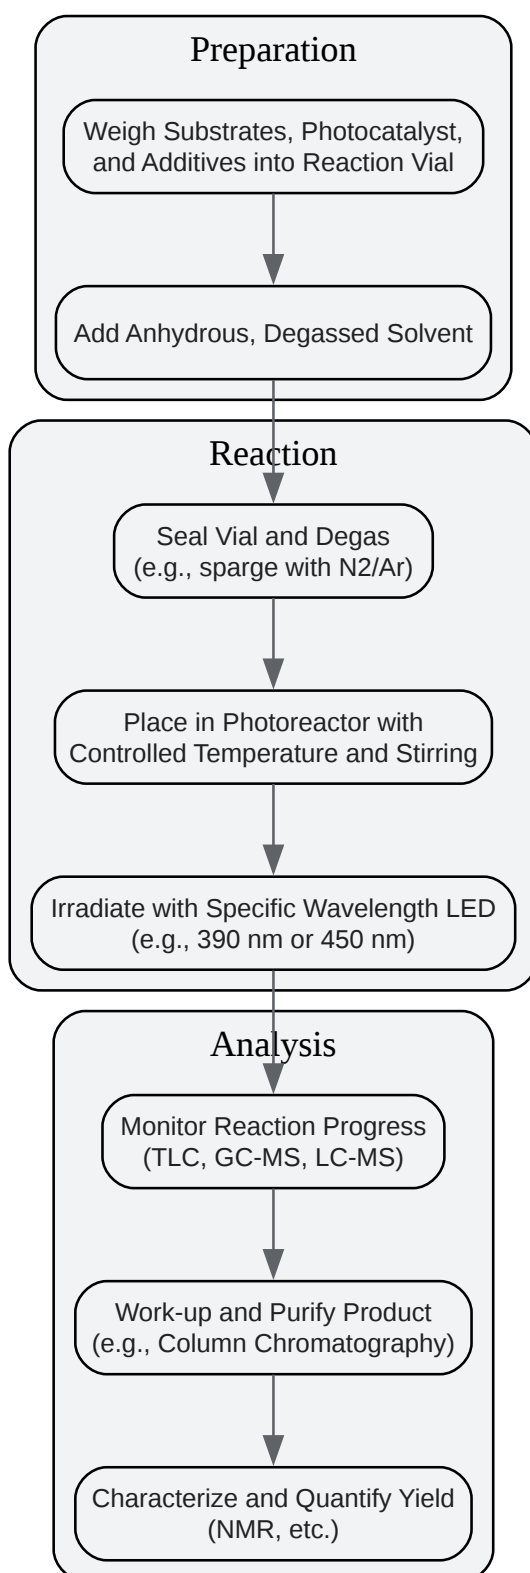 Preparation
Weigh Substrates, Photocatalyst,
and Additives into Reaction Vial
Add Anhydrous, Degassed Solvent
Reaction
Seal Vial and Degas
(e.g., sparge with N2/Ar)
Place in Photoreactor with
Controlled Temperature and Stirring
Irradiate with Specific Wavelength LED
(e.g., 390 nm or 450 nm)
Analysis
Monitor Reaction Progress
(TLC, GC-MS, LC-MS)
Work-up and Purify Product
(e.g., Column Chromatography)
Characterize and Quantify Yield
(NMR, etc.)